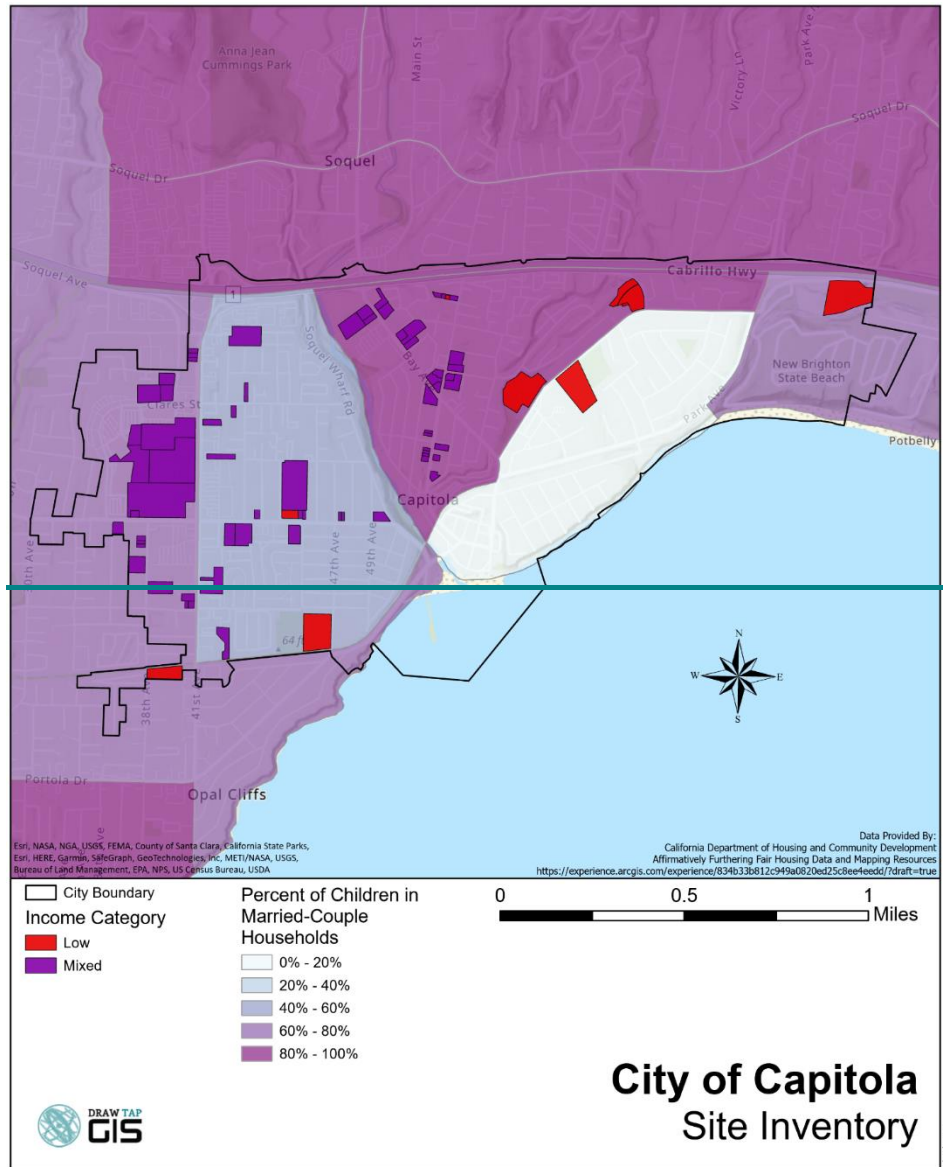 Anna Jean
Cummings Park
Main St
Victory Ln
Park Ave
Soquel Dr
Soquel Dr
Soquel
Soquel Ave
1
Cabrillo Hwy
Soquel Wharf Rd
Bay A
New Brighton
State Beach
Clares St
Park Ave
Potbelly
Capitola
30th Ave
47th Ave
49th Ave
64 ft
38th Ave
41st Ave
N
W
E
S
Portola Dr
Opal Cliffs
Esri, NASA, NGA, USGS, FEMA, County of Santa Clara, California State Parks,
Esri, HERE, Garmin, SafeGraph, GeoTechnologies, Inc, METI/NASA, USGS,
Bureau of Land Management, EPA, NPS, US Census Bureau, USDA
Data Provided By:
California Department of Housing and Community Development
Affirmatively Furthering Fair Housing Data and Mapping Resources
https://experience.arcgis.com/experience/834b33b812c949a0820ed25c8ee4eedd/?draft=true
City Boundary
Income Category
Low
Mixed
Percent of Children in
Married-Couple
Households
0% - 20%
20% - 40%
40% - 60%
60% - 80%
80% - 100%
0 0.5 1
Miles
City of Capitola
Site Inventory
DRAW TAP
GIS